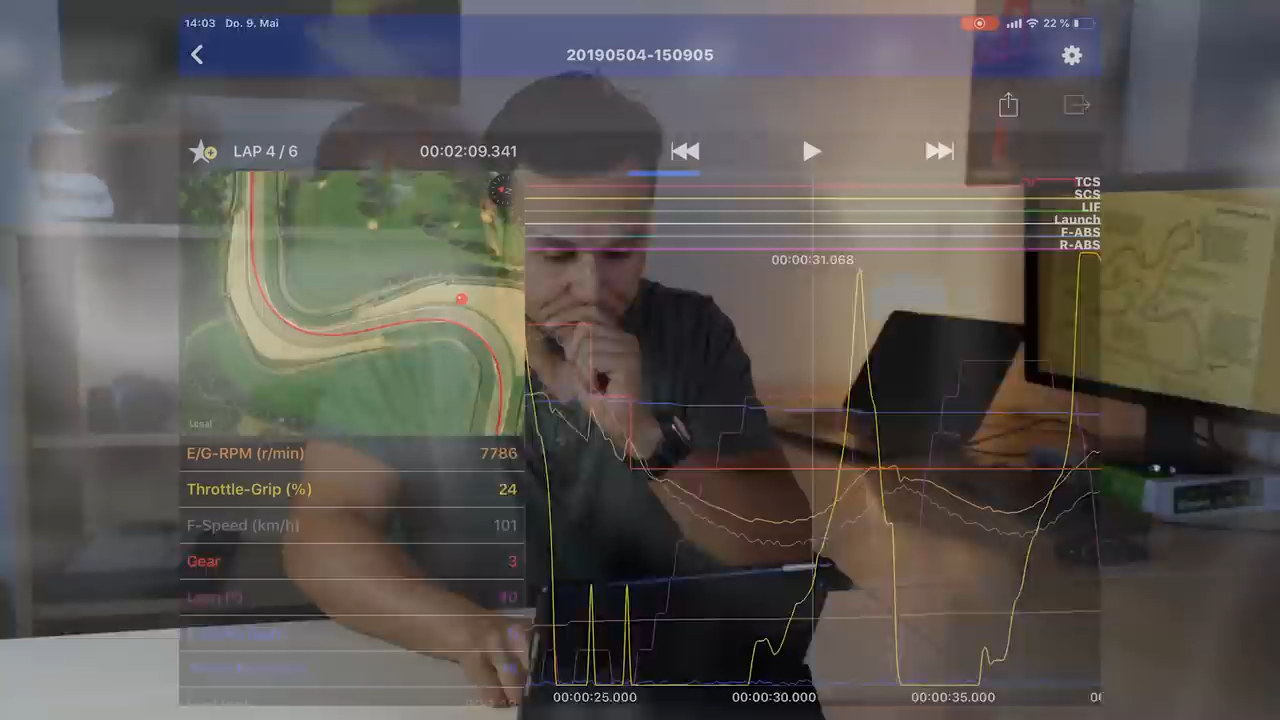 14:03 Do. 9. Mai 22 %
20190504-150905
LAP 4 / 6 00:02:09.341
TCS
SCS
LIF
Launch
F-ABS
R-ABS
00:00:31.068
Legal
E/G-RPM (r/min) 7786
Throttle-Grip (%) 24
F-Speed (km/h) 101
Gear 3
Lean (°)
00:00:25.000 00:00:30.000 00:00:35.000